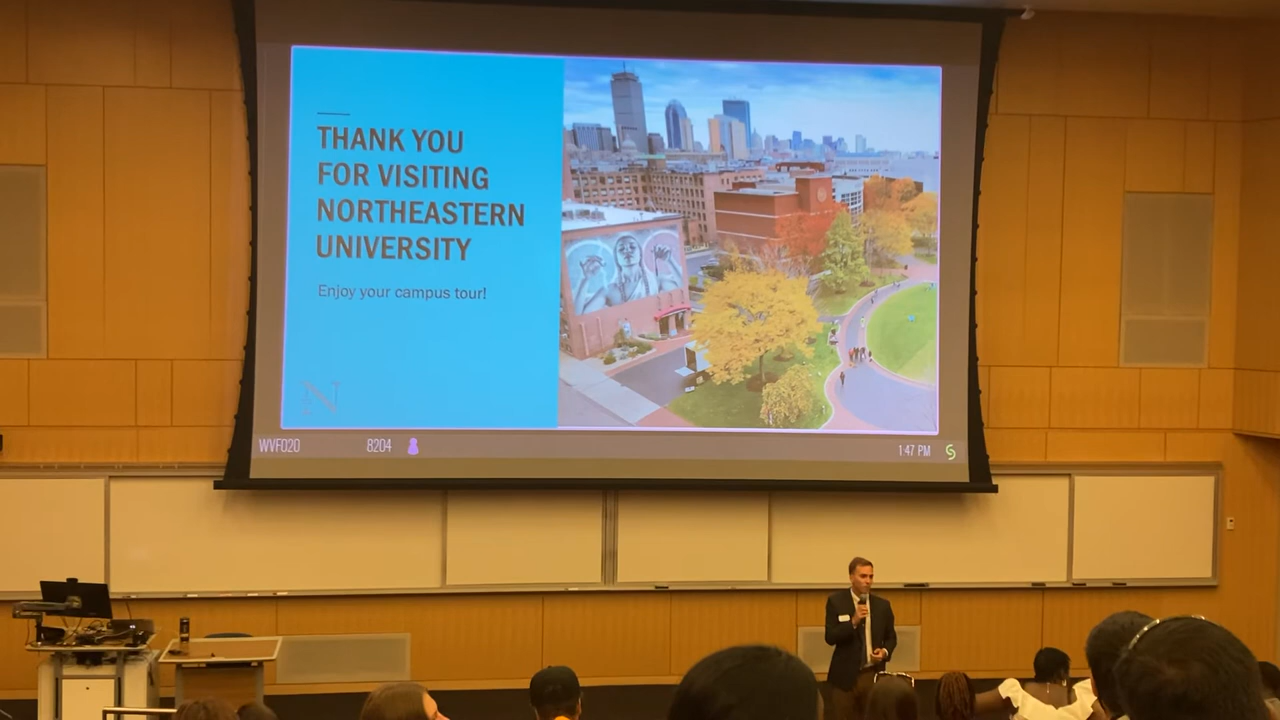 THANK YOU
FOR VISITING
NORTHEASTERN
UNIVERSITY
Enjoy your campus tour!
N
WVF020 8204 1:47 PM